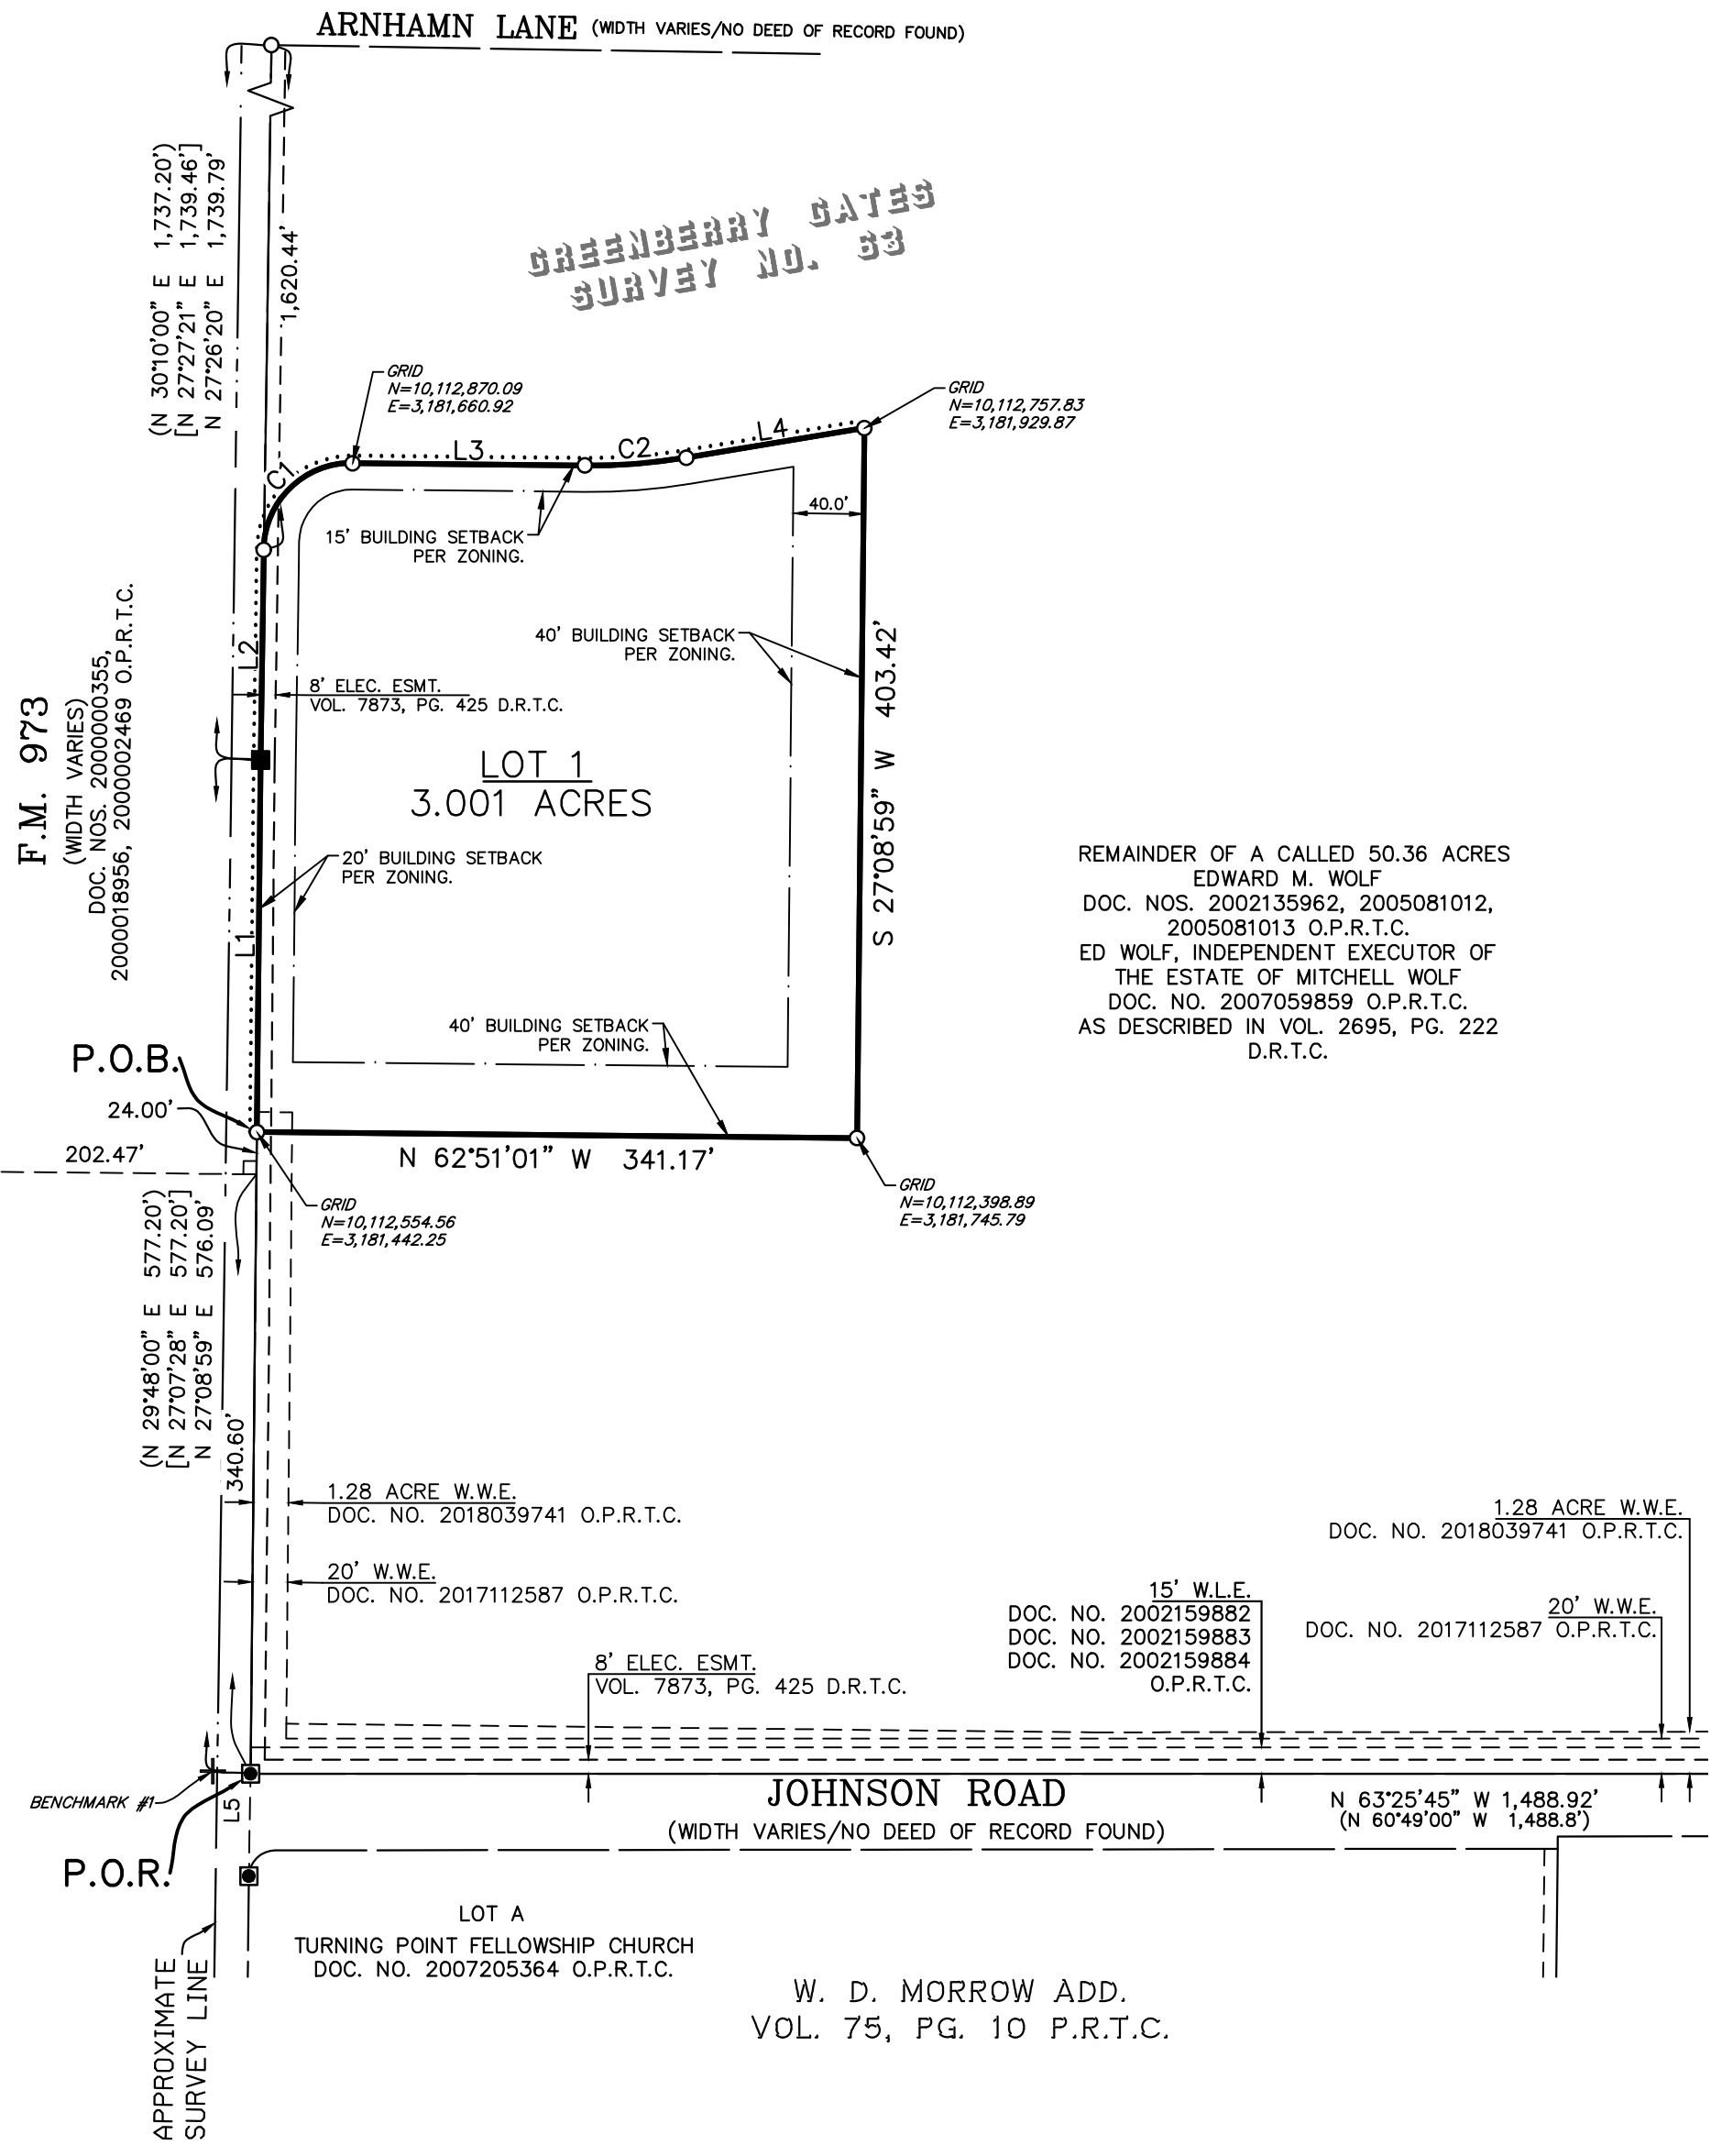 ARNHAMN LANE (WIDTH VARIES/NO DEED OF RECORD FOUND)
(N 30°10'00" E 1,737.20')
[N 27°27'21" E 1,739.46']
N 27°26'20" E 1,739.79'
1,620.44'
GREENBERRY GATES
SURVEY NO. 63
GRID
N=10,112,870.09
E=3,181,660.92
GRID
N=10,112,757.83
E=3,181,929.87
C1
L3
C2
L4
40.0'
15' BUILDING SETBACK
PER ZONING.
40' BUILDING SETBACK
PER ZONING.
L2
8' ELEC. ESMT.
VOL. 7873, PG. 425 D.R.T.C.
S 27°08'59" W 403.42'
F.M. 973
(WIDTH VARIES)
DOC. NOS. 2000000355,
2000018956, 2000002469 O.P.R.T.C.
LOT 1
3.001 ACRES
20' BUILDING SETBACK
PER ZONING.
L1
REMAINDER OF A CALLED 50.36 ACRES
EDWARD M. WOLF
DOC. NOS. 2002135962, 2005081012,
2005081013 O.P.R.T.C.
ED WOLF, INDEPENDENT EXECUTOR OF
THE ESTATE OF MITCHELL WOLF
DOC. NO. 2007059859 O.P.R.T.C.
AS DESCRIBED IN VOL. 2695, PG. 222
D.R.T.C.
40' BUILDING SETBACK
PER ZONING.
P.O.B.
24.00'
202.47'
N 62°51'01" W 341.17'
GRID
N=10,112,554.56
E=3,181,442.25
GRID
N=10,112,398.89
E=3,181,745.79
(N 29°48'00" E 577.20')
[N 27°07'28" E 577.20']
N 27°08'59" E 576.09'
340.60'
1.28 ACRE W.W.E.
DOC. NO. 2018039741 O.P.R.T.C.
20' W.W.E.
DOC. NO. 2017112587 O.P.R.T.C.
8' ELEC. ESMT.
VOL. 7873, PG. 425 D.R.T.C.
15' W.L.E.
DOC. NO. 2002159882
DOC. NO. 2002159883
DOC. NO. 2002159884
O.P.R.T.C.
1.28 ACRE W.W.E.
DOC. NO. 2018039741 O.P.R.T.C.
20' W.W.E.
DOC. NO. 2017112587 O.P.R.T.C.
BENCHMARK #1
L5
JOHNSON ROAD
(WIDTH VARIES/NO DEED OF RECORD FOUND)
N 63°25'45" W 1,488.92'
(N 60°49'00" W 1,488.8')
P.O.R.
LOT A
TURNING POINT FELLOWSHIP CHURCH
DOC. NO. 2007205364 O.P.R.T.C.
APPROXIMATE
SURVEY LINE
W. D. MORROW ADD.
VOL. 75, PG. 10 P.R.T.C.